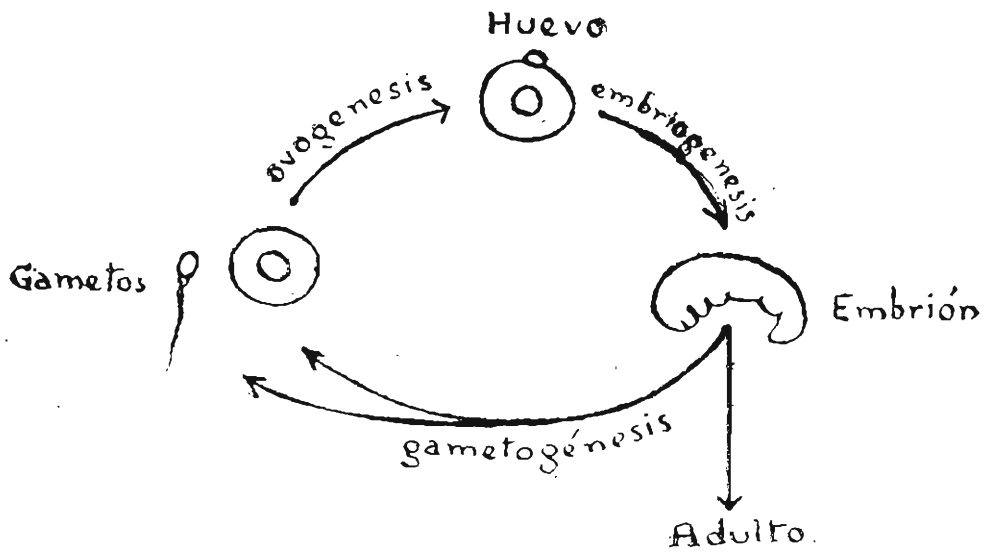 Huevo
ovogenesis
embriogenesis
Gametos
Embrión
gametogénesis
Adulto.